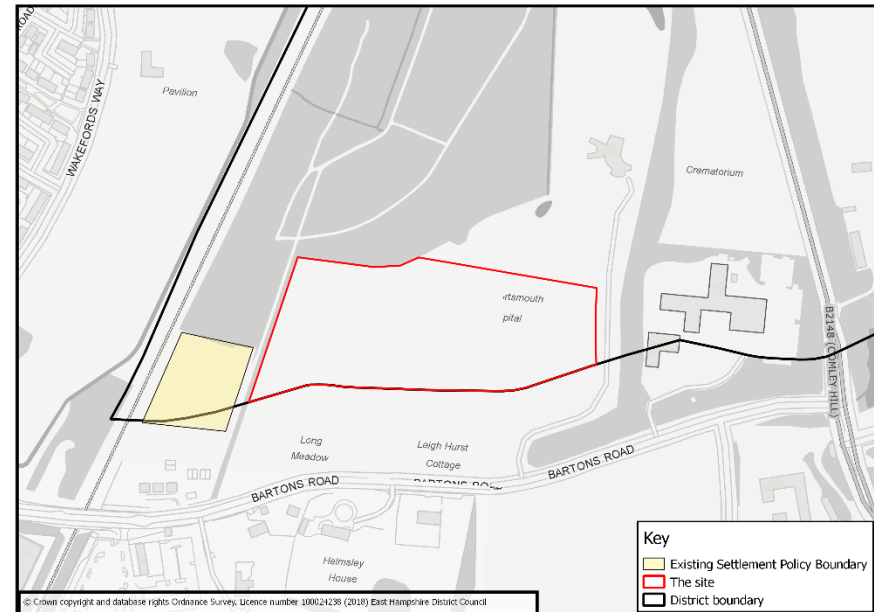 ROAD
Pavilion
WAKEFORDS WAY
Crematorium
rtsmouth
pital
B2148 (COMLEY HILL)
Long
Meadow
Leigh Hurst
Cottage
BARTONS ROAD
BARTONS ROAD
BARTONS ROAD
Helmsley
House
Key
Existing Settlement Policy Boundary
The site
District boundary
© Crown copyright and database rights Ordnance Survey. Licence number 100024238 (2018) East Hampshire District Council